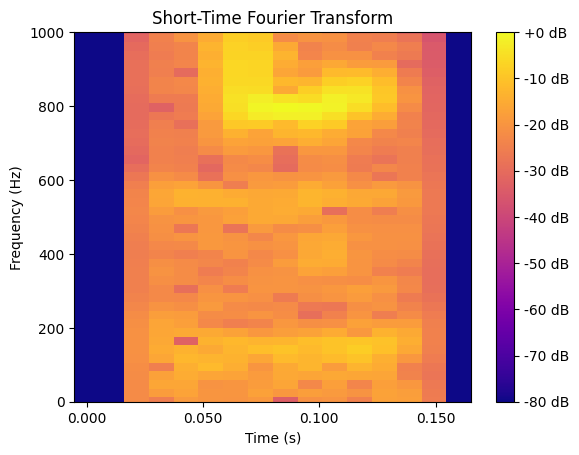 Short-Time Fourier Transform
1000
800
600
400
200
0
Frequency (Hz)
0.000
0.050
0.100
0.150
Time (s)
+0 dB
-10 dB
-20 dB
-30 dB
-40 dB
-50 dB
-60 dB
-70 dB
-80 dB